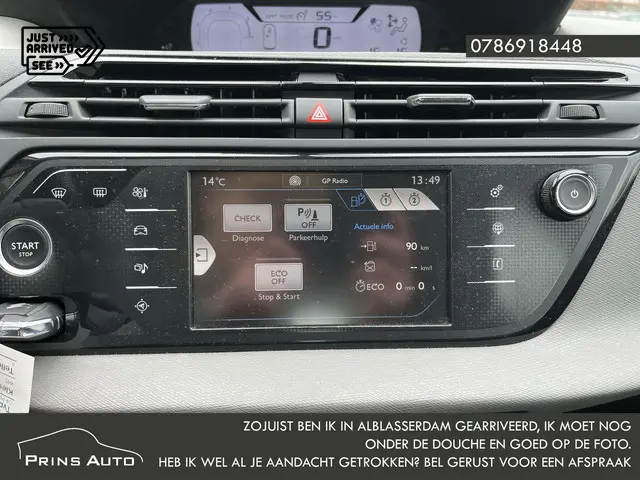 JUST
ARRIVED
SEE
55
0
0786918448
14°C
GP Radio
13:49
1
2
CHECK
Diagnose
P
OFF
Parkeerhulp
Actuele info
90 km
-- km/l
ECO 0 min 0 s
ECO
OFF
Stop & Start
START
STOP
PRINS AUTO
ZOJUIST BEN IK IN ALBLASSERDAM GEARRIVEERD, IK MOET NOG
ONDER DE DOUCHE EN GOED OP DE FOTO.
HEB IK WEL JE AANDACHT GETROKKEN? BEL GERUST VOOR EEN AFSPRAAK